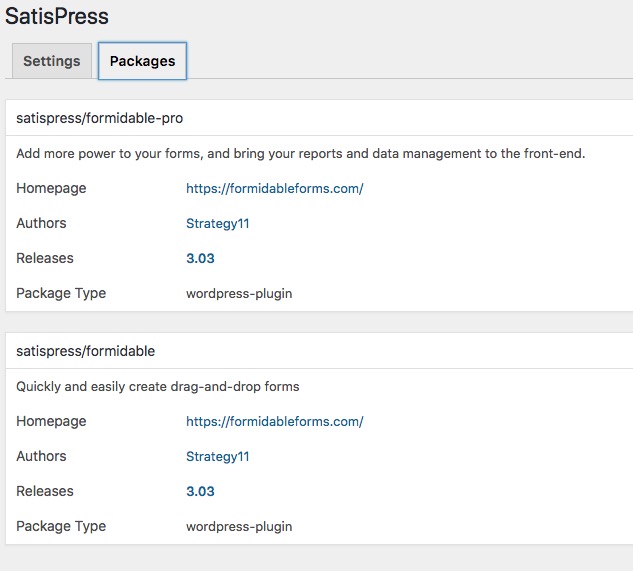 SatisPress
Settings Packages
satispress/formidable-pro
Add more power to your forms, and bring your reports and data management to the front-end.
Homepage https://formidableforms.com/
Authors Strategy11
Releases 3.03
Package Type wordpress-plugin
satispress/formidable
Quickly and easily create drag-and-drop forms
Homepage https://formidableforms.com/
Authors Strategy11
Releases 3.03
Package Type wordpress-plugin